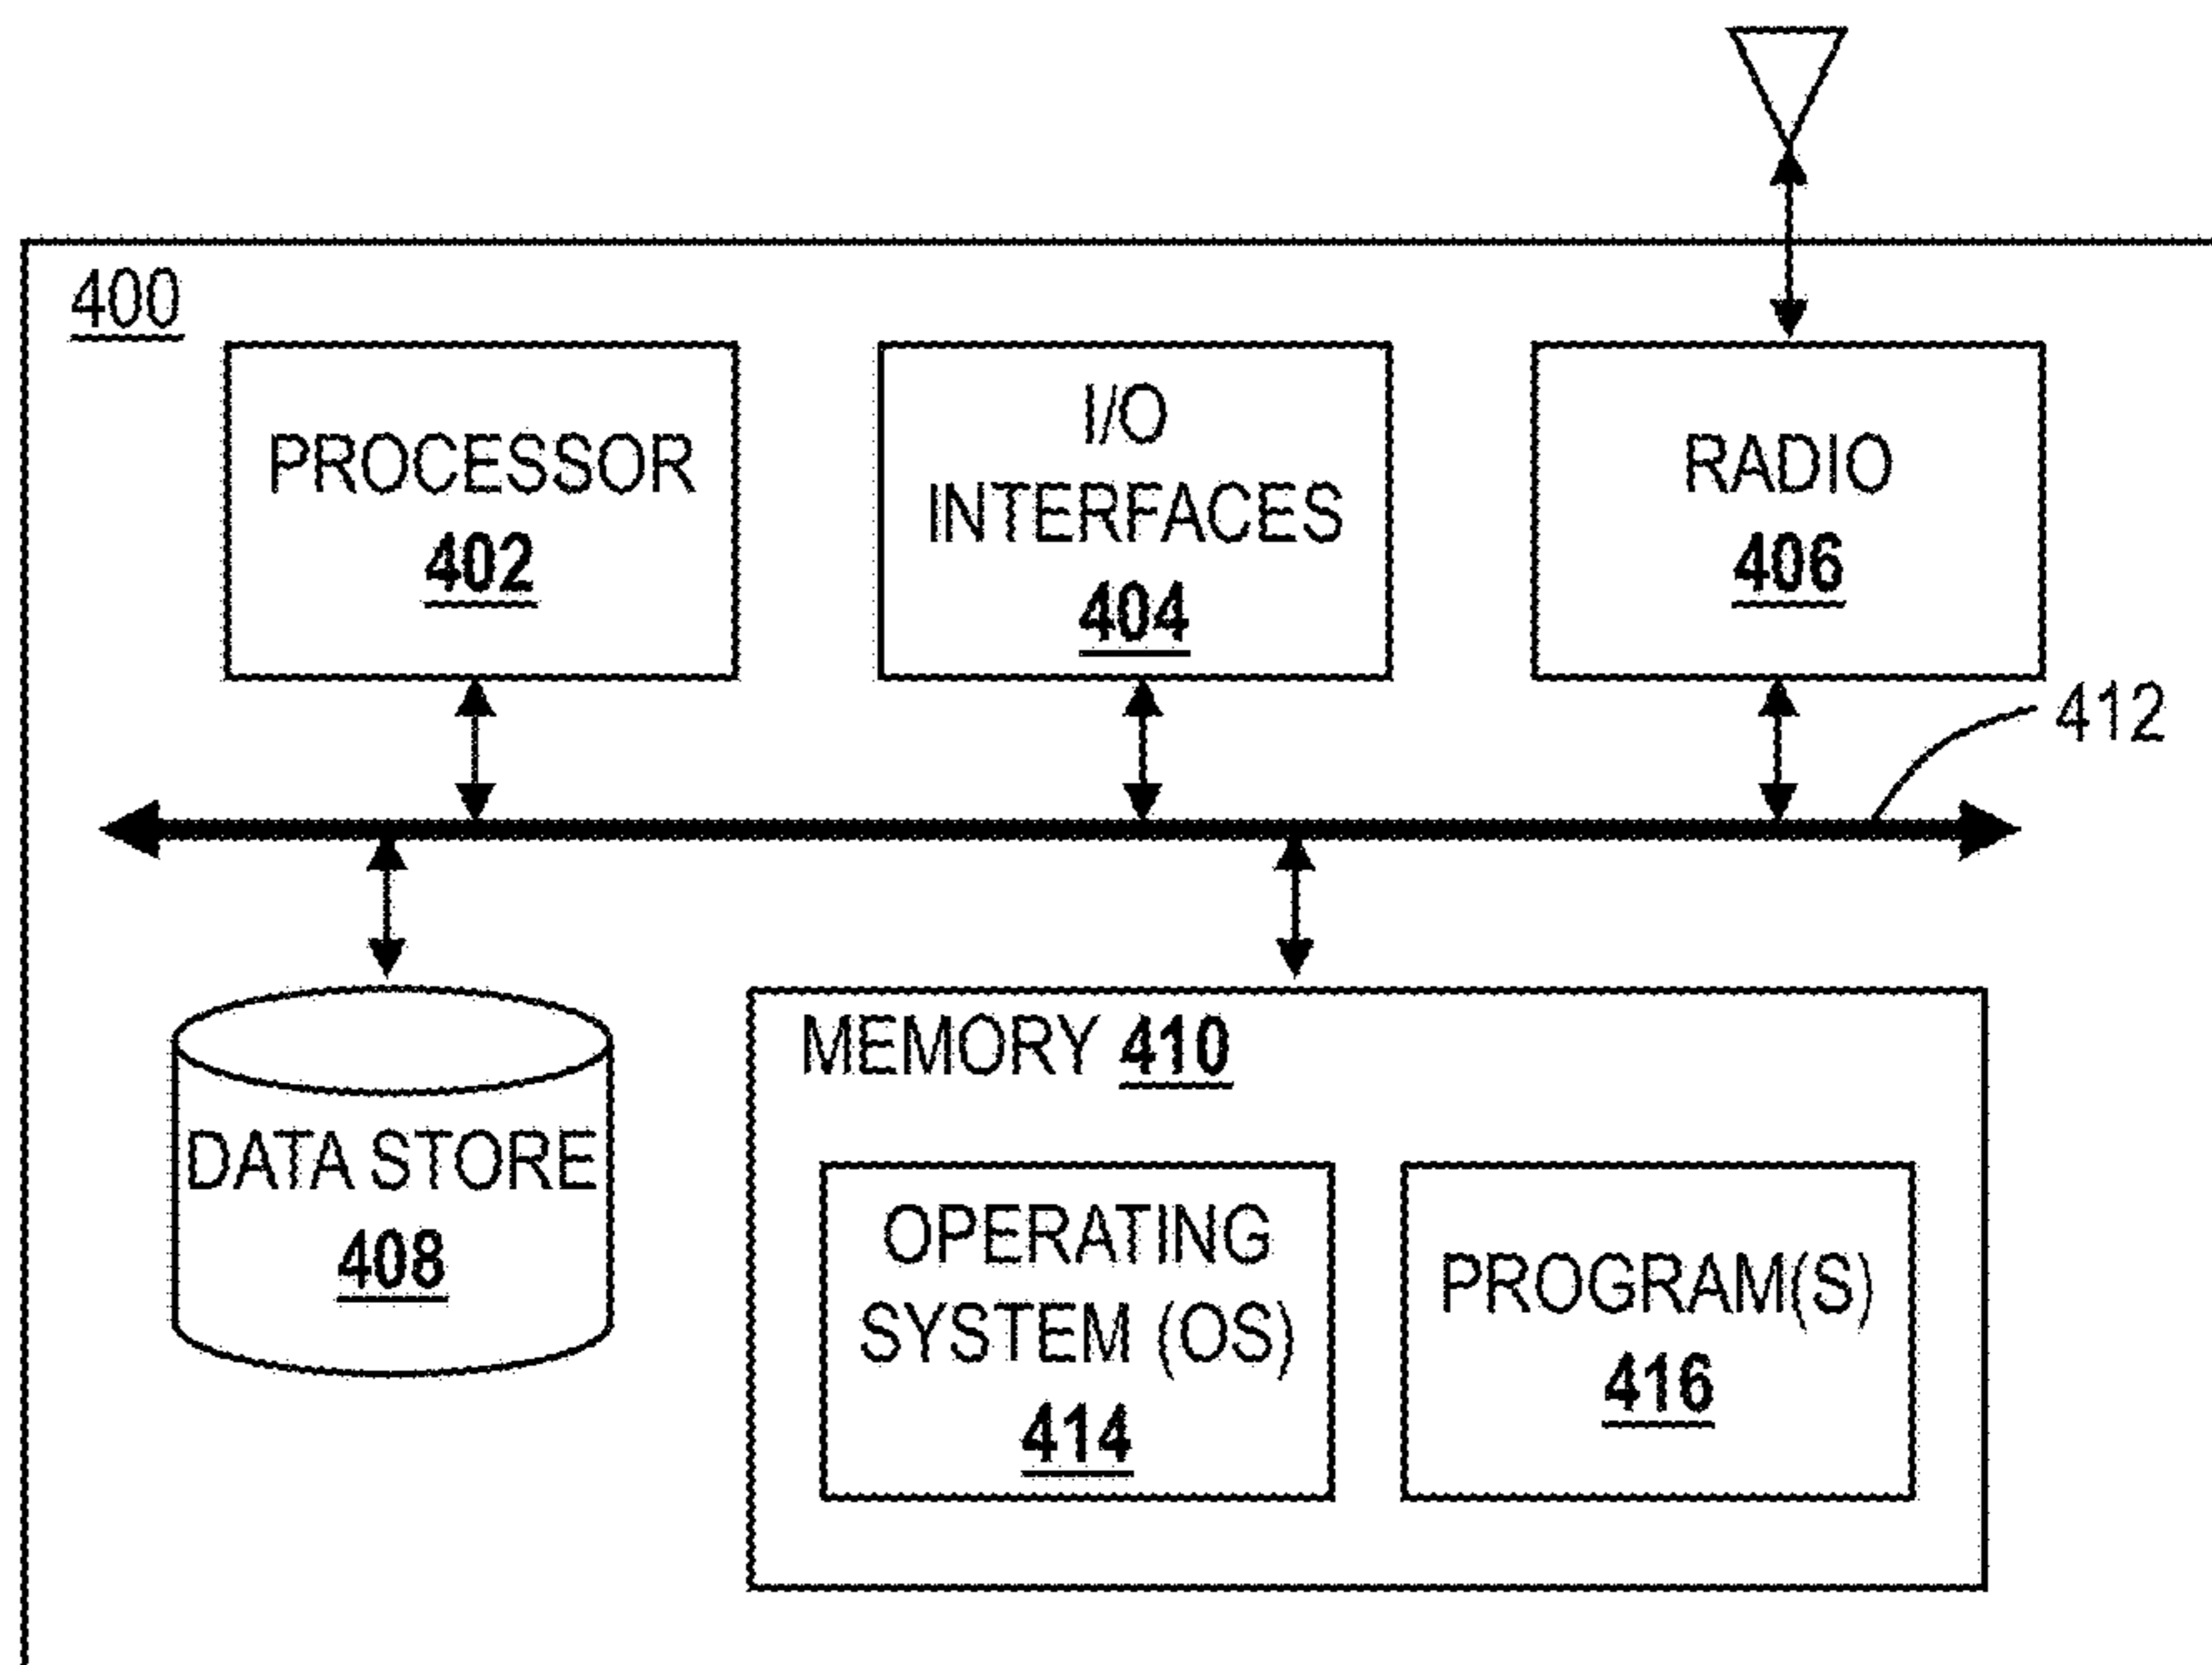 400
PROCESSOR
402
I/O
INTERFACES
404
RADIO
406
412
DATA STORE
408
MEMORY 410
OPERATING
SYSTEM (OS)
414
PROGRAM(S)
416